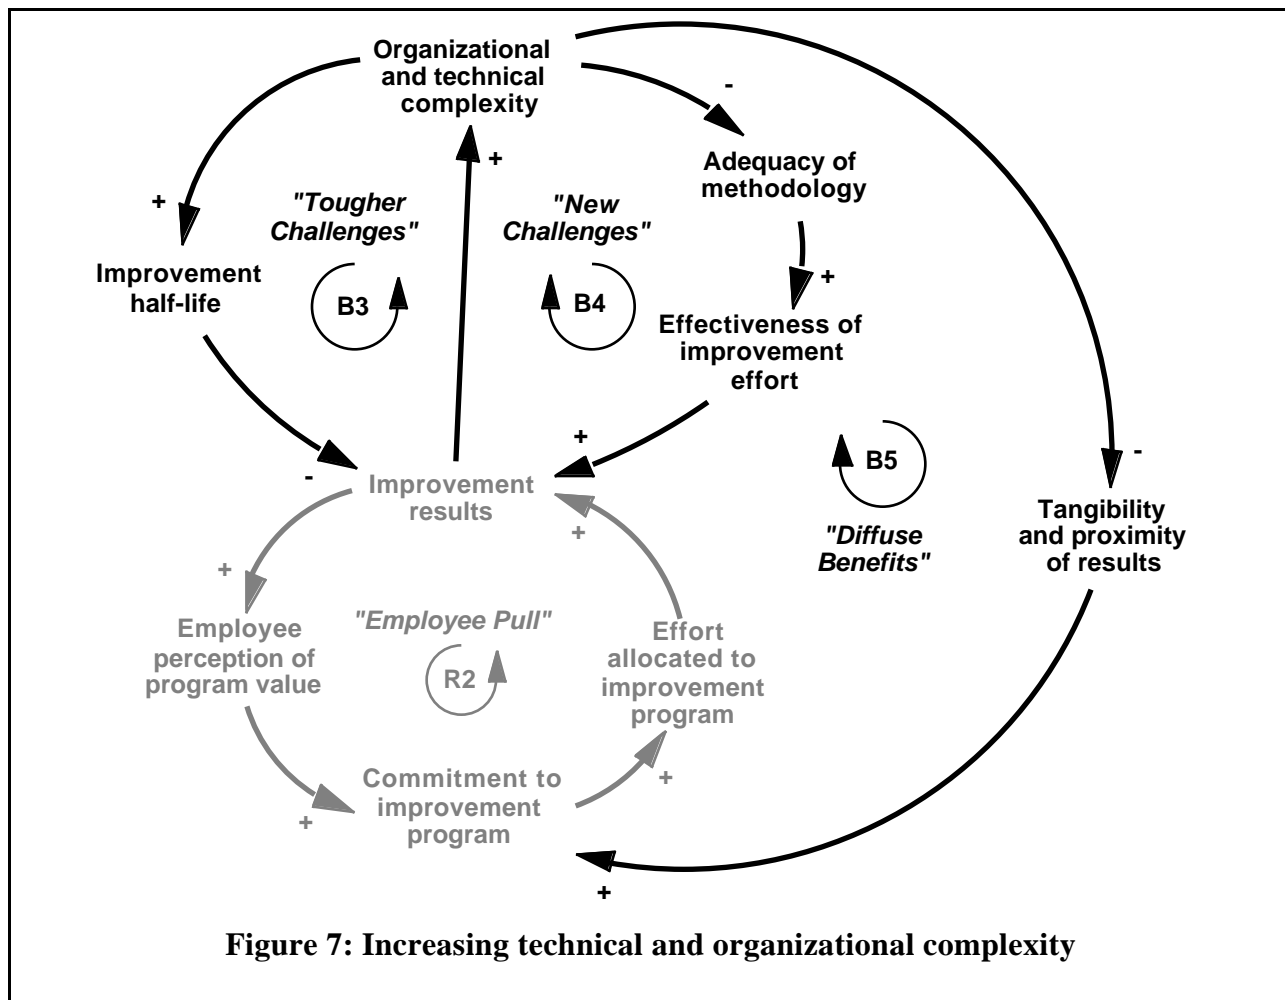 Organizational
and technical
complexity
-
+
Adequacy of
methodology
+
"Tougher
Challenges"
"New
Challenges"
Improvement
half-life
B3
B4
+
Effectiveness of
improvement
effort
+
-
B5
-
Improvement
results
Tangibility
and proximity
of results
+
"Diffuse
Benefits"
+
"Employee Pull"
Employee
perception of
program value
R2
Effort
allocated to
improvement
program
Commitment to
improvement
program
+
+
+
Figure 7: Increasing technical and organizational complexity